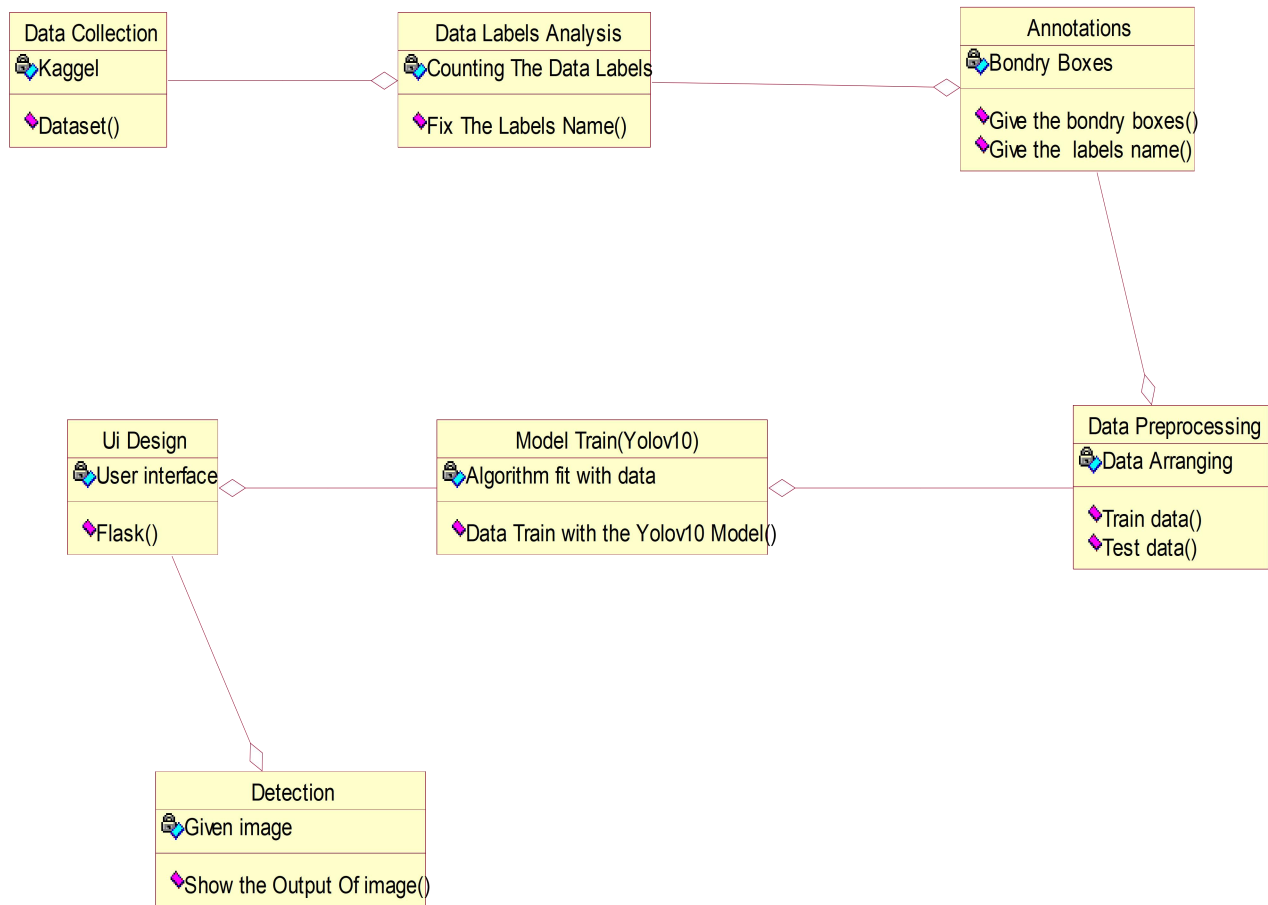 Data Collection
Kaggel
Dataset()
Data Labels Analysis
Counting The Data Labels
Fix The Labels Name()
Annotations
Bondry Boxes
Give the bondry boxes()
Give the labels name()
Ui Design
User interface
Flask()
Model Train(Yolov10)
Algorithm fit with data
Data Train with the Yolov10 Model()
Data Preprocessing
Data Arranging
Train data()
Test data()
Detection
Given image
Show the Output Of image()